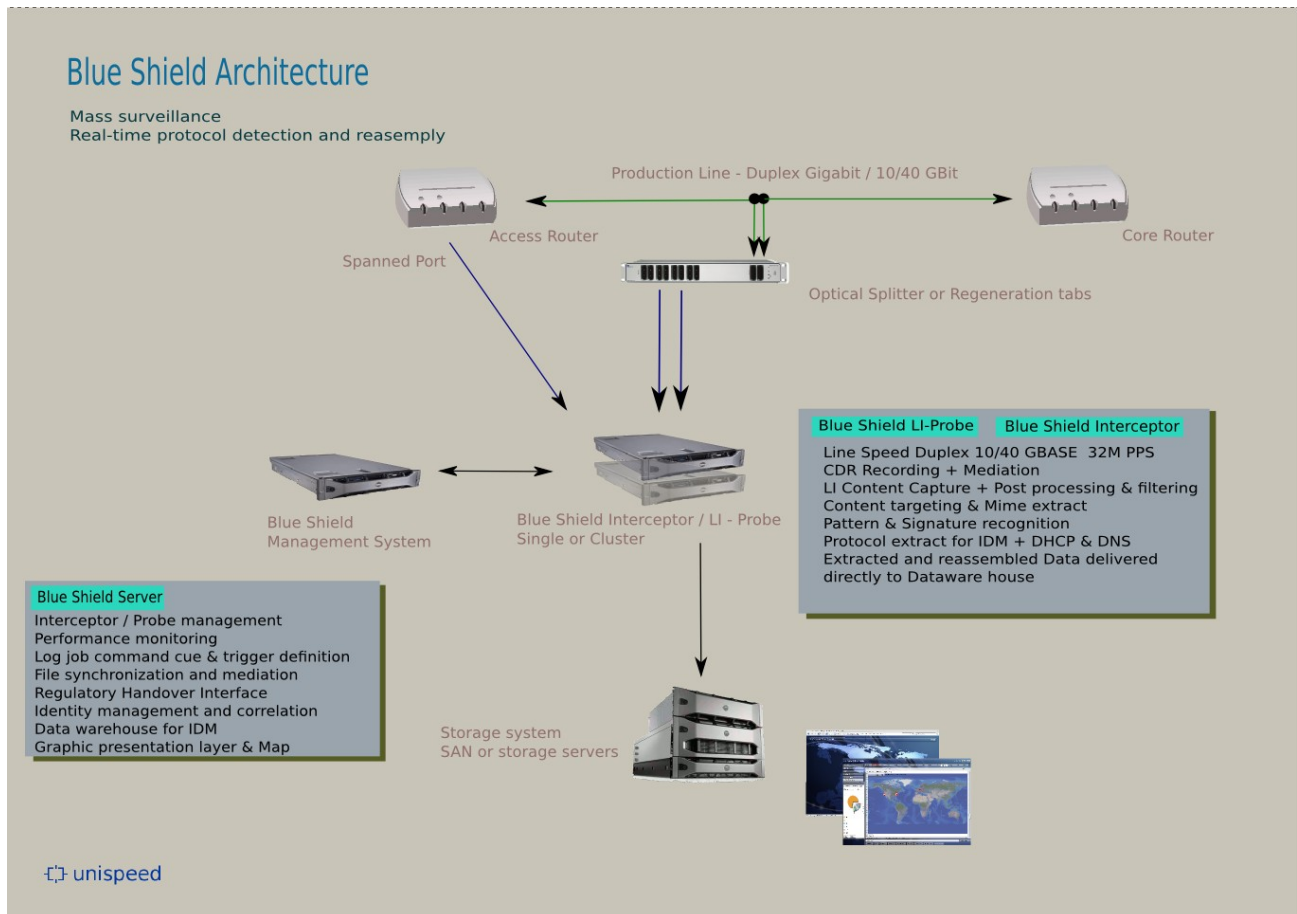 Blue Shield Architecture
Mass surveillance
Real-time protocol detection and reasemply
Production Line - Duplex Gigabit / 10/40 GBit
Access Router
Core Router
Spanned Port
Optical Splitter or Regeneration tabs
Blue Shield LI-Probe
Blue Shield Interceptor
Line Speed Duplex 10/40 GBASE 32M PPS
CDR Recording + Mediation
LI Content Capture + Post processing & filtering
Content targeting & Mime extract
Pattern & Signature recognition
Protocol extract for IDM + DHCP & DNS
Extracted and reassembled Data delivered
directly to Dataware house
Blue Shield
Management System
Blue Shield Interceptor / LI - Probe
Single or Cluster
Blue Shield Server
Interceptor / Probe management
Performance monitoring
Log job command cue & trigger definition
File synchronization and mediation
Regulatory Handover Interface
Identity management and correlation
Data warehouse for IDM
Graphic presentation layer & Map
Storage system
SAN or storage servers
unispeed